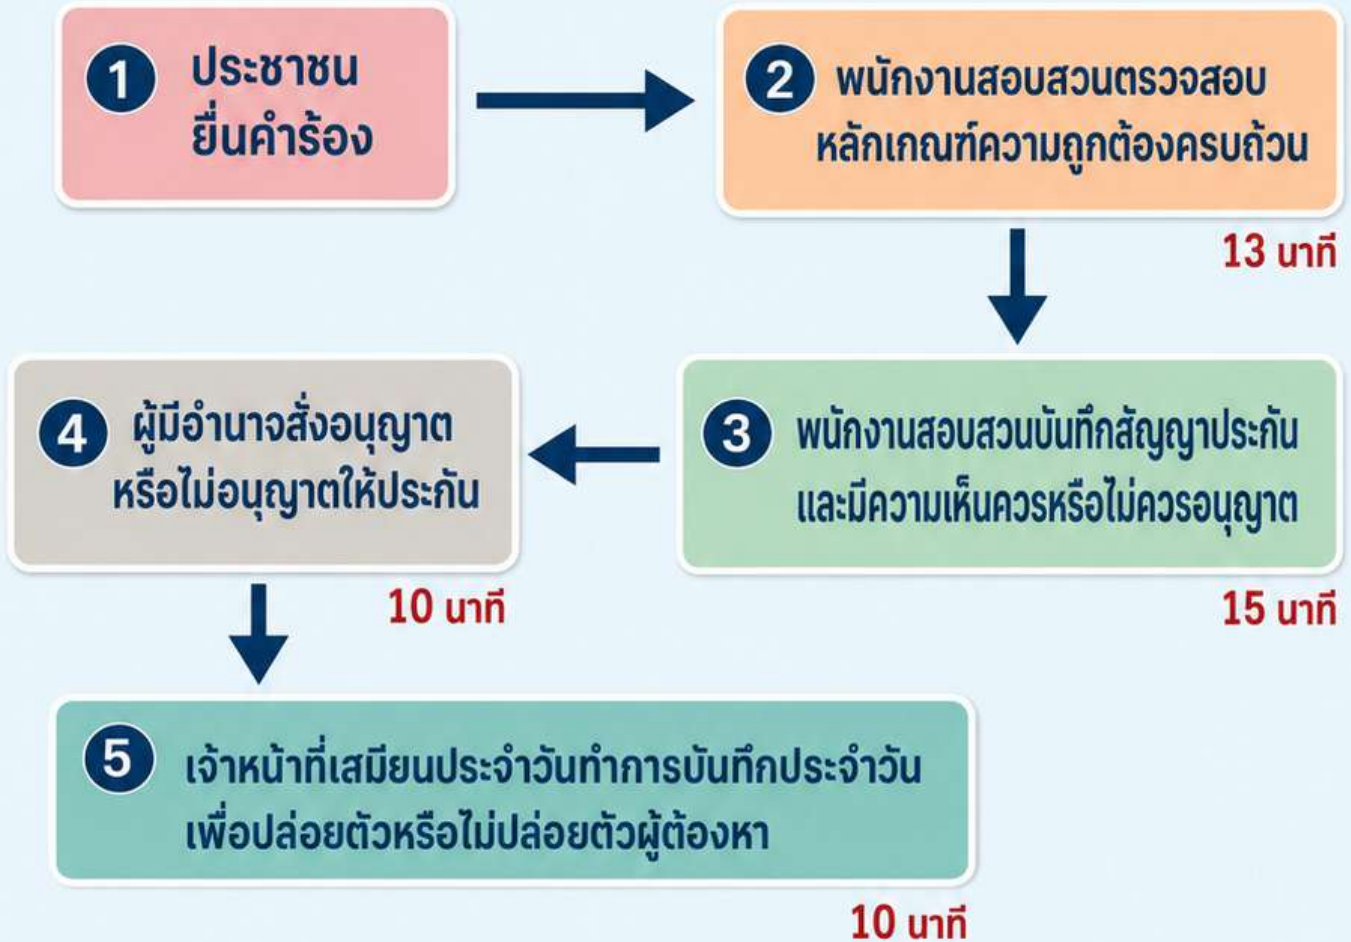 1 ประชาชน
ยื่นคำร้อง
2 พนักงานสอบสวนตรวจสอบ
หลักเกณฑ์ความถูกต้องครบถ้วน
13 นาที
3 พนักงานสอบสวนบันทึกสัญญาประกัน
และมีความเห็นควรหรือไม่ควรอนุญาต
15 นาที
4 ผู้มีอำนาจสั่งอนุญาต
หรือไม่อนุญาตให้ประกัน
10 นาที
5 เจ้าหน้าที่เสมียนประจำวันทำการบันทึกประจำวัน
เพื่อปล่อยตัวหรือไม่ปล่อยตัวผู้ต้องหา
10 นาที